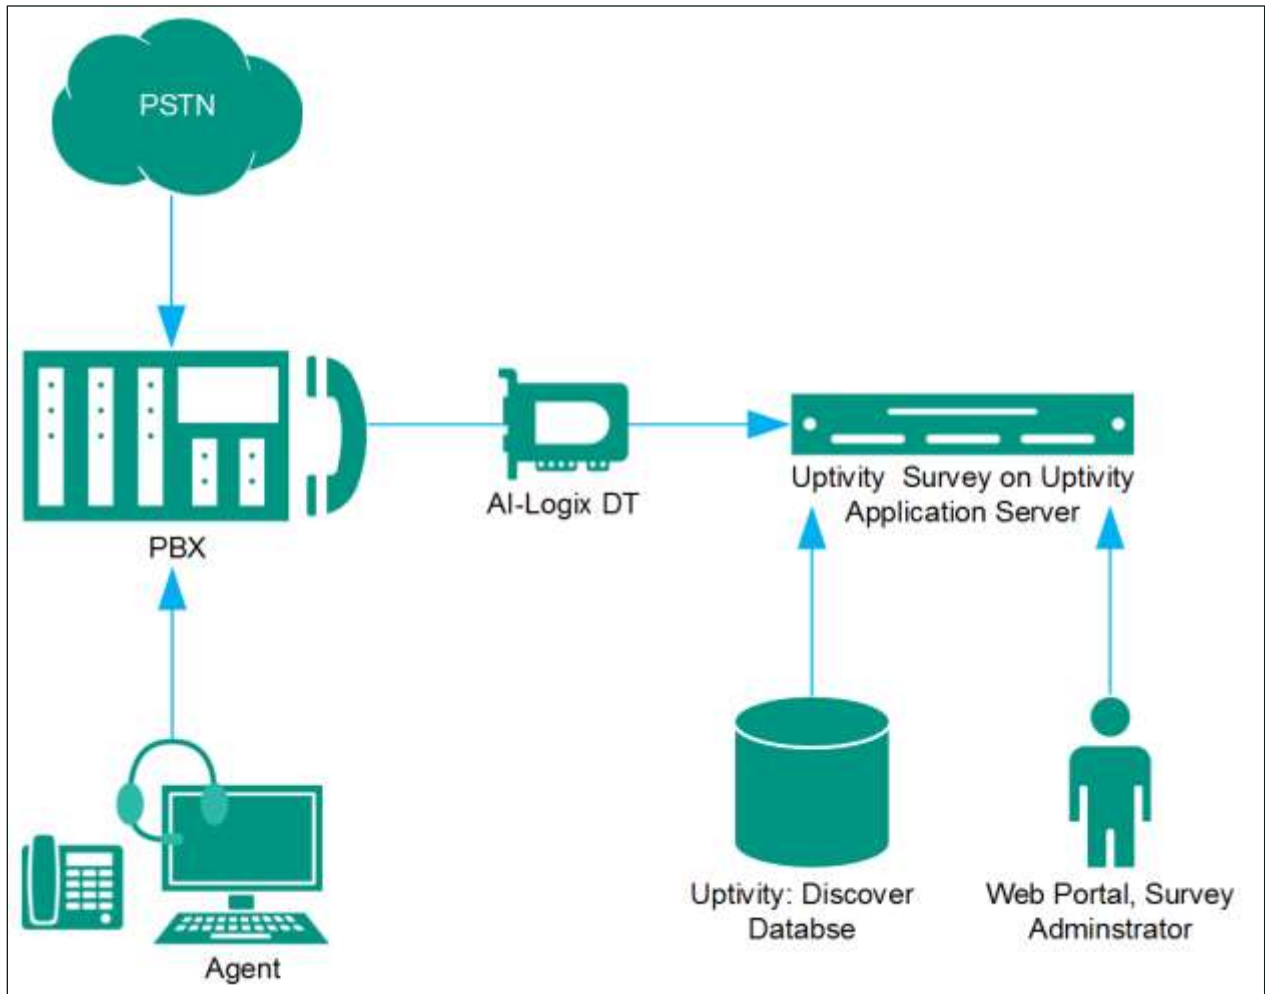 PSTN
AI-Logix DT
Uptivity Survey on Uptivity
Application Server
PBX
Uptivity: Discover
Databse
Web Portal, Survey
Adminstrator
Agent